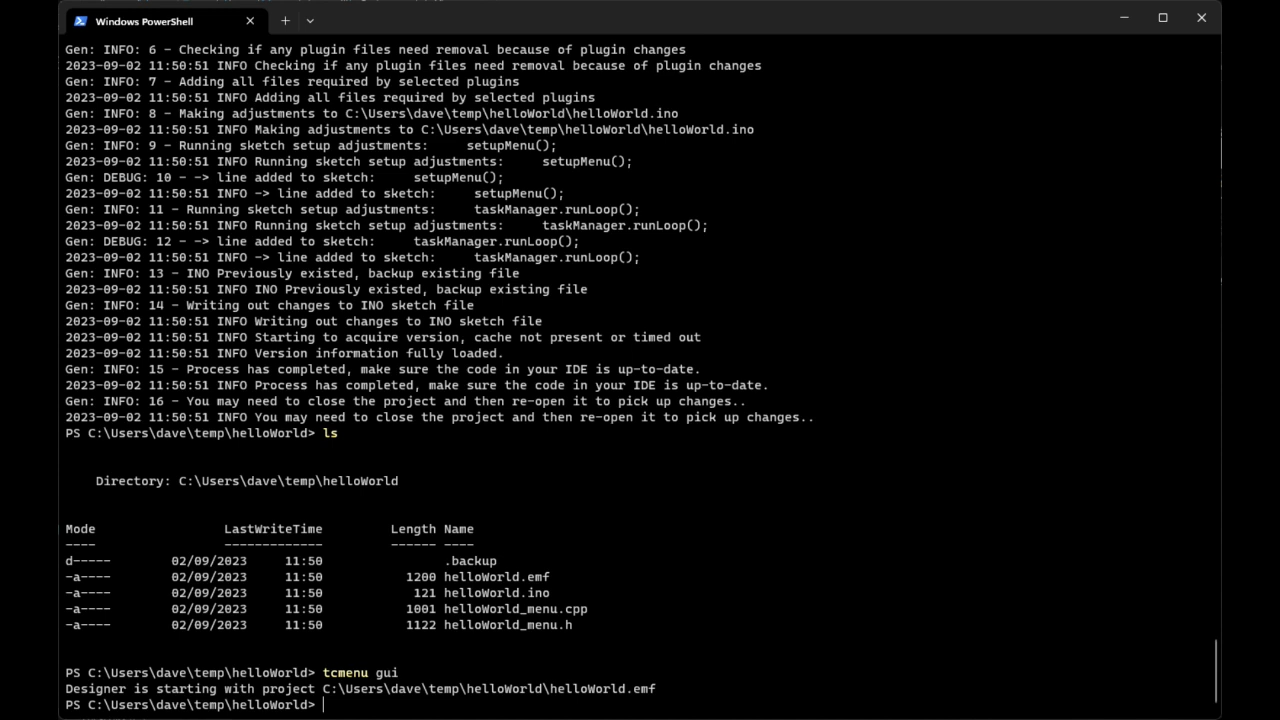 Windows PowerShell
Gen: INFO: 6 - Checking if any plugin files need removal because of plugin changes
2023-09-02 11:50:51 INFO Checking if any plugin files need removal because of plugin changes
Gen: INFO: 7 - Adding all files required by selected plugins
2023-09-02 11:50:51 INFO Adding all files required by selected plugins
Gen: INFO: 8 - Making adjustments to C:\Users\dave\temp\helloWorld\helloWorld.ino
2023-09-02 11:50:51 INFO Making adjustments to C:\Users\dave\temp\helloWorld\helloWorld.ino
Gen: INFO: 9 - Running sketch setup adjustments:     setupMenu();
2023-09-02 11:50:51 INFO Running sketch setup adjustments:     setupMenu();
Gen: DEBUG: 10 - -> line added to sketch:     setupMenu();
2023-09-02 11:50:51 INFO -> line added to sketch:     setupMenu();
Gen: INFO: 11 - Running sketch setup adjustments:     taskManager.runLoop();
2023-09-02 11:50:51 INFO Running sketch setup adjustments:     taskManager.runLoop();
Gen: DEBUG: 12 - -> line added to sketch:     taskManager.runLoop();
2023-09-02 11:50:51 INFO -> line added to sketch:     taskManager.runLoop();
Gen: INFO: 13 - INO Previously existed, backup existing file
2023-09-02 11:50:51 INFO INO Previously existed, backup existing file
Gen: INFO: 14 - Writing out changes to INO sketch file
2023-09-02 11:50:51 INFO Writing out changes to INO sketch file
2023-09-02 11:50:51 INFO Starting to acquire version, cache not present or timed out
2023-09-02 11:50:51 INFO Version information fully loaded.
Gen: INFO: 15 - Process has completed, make sure the code in your IDE is up-to-date.
2023-09-02 11:50:51 INFO Process has completed, make sure the code in your IDE is up-to-date.
Gen: INFO: 16 - You may need to close the project and then re-open it to pick up changes..
2023-09-02 11:50:51 INFO You may need to close the project and then re-open it to pick up changes..
PS C:\Users\dave\temp\helloWorld> ls
Directory: C:\Users\dave\temp\helloWorld
Mode                 LastWriteTime         Length Name
----                 -------------         ------ ----
d-----        02/09/2023     11:50                .backup
-a----        02/09/2023     11:50           1200 helloWorld.emf
-a----        02/09/2023     11:50            121 helloWorld.ino
-a----        02/09/2023     11:50           1001 helloWorld_menu.cpp
-a----        02/09/2023     11:50           1122 helloWorld_menu.h
PS C:\Users\dave\temp\helloWorld> tcmenu gui
Designer is starting with project C:\Users\dave\temp\helloWorld\helloWorld.emf
PS C:\Users\dave\temp\helloWorld>